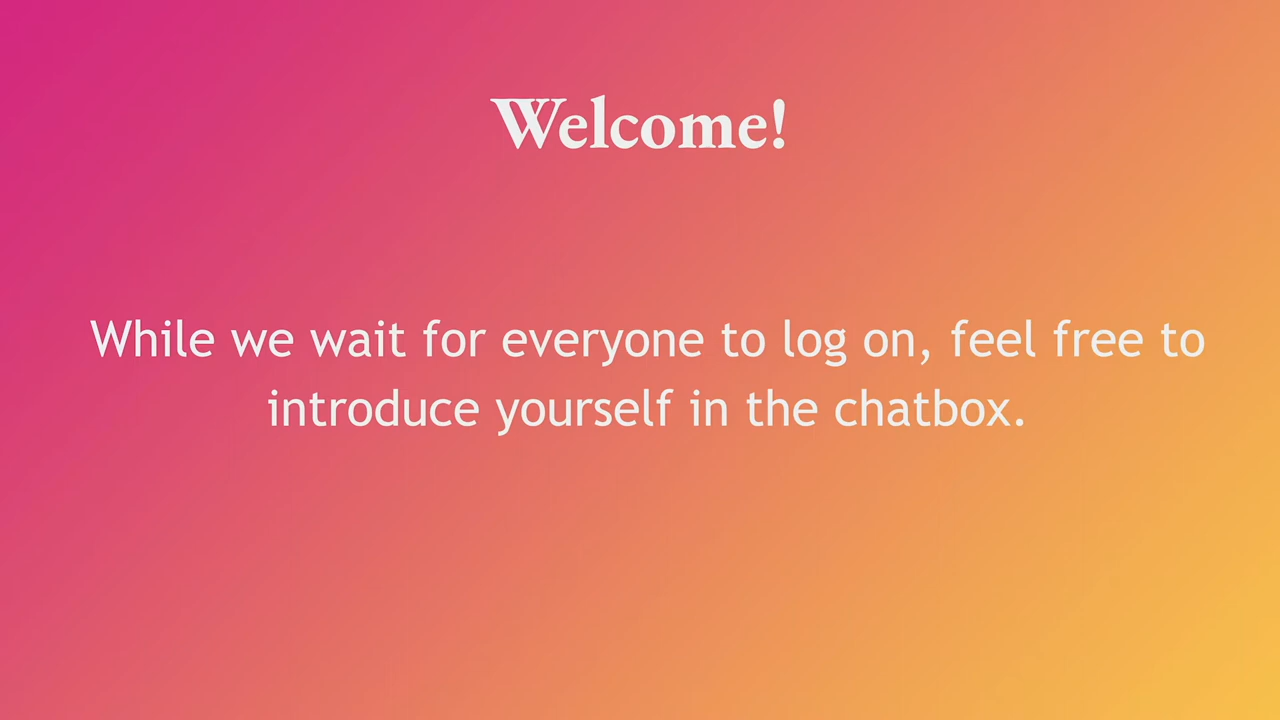 Welcome!
While we wait for everyone to log on, feel free to
introduce yourself in the chatbox.